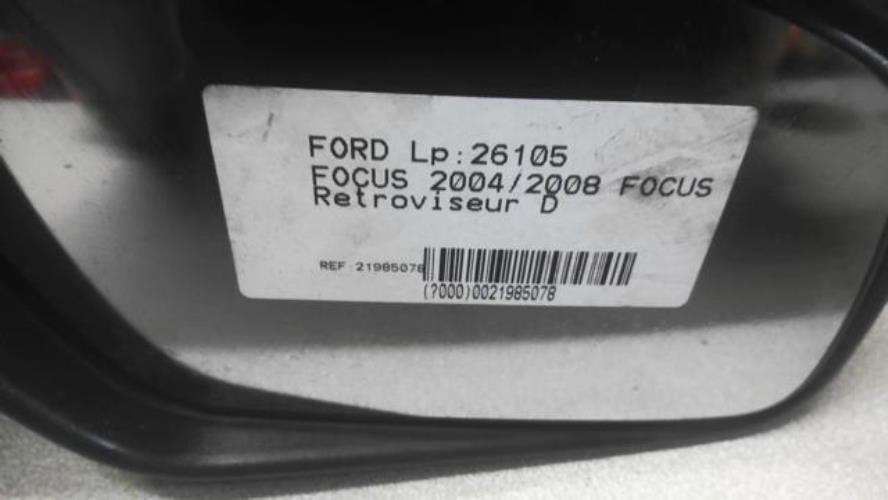 FORD Lp:26105
FOCUS 2004/2008 FOCUS
Retroviseur D
REF:21985078
(?000)0021985078